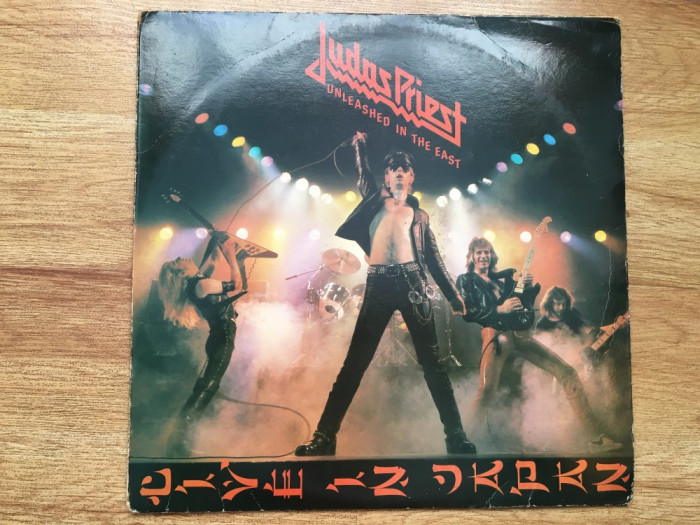 Judas Priest
UNLEASHED IN THE EAST
LIVE IN JAPAN